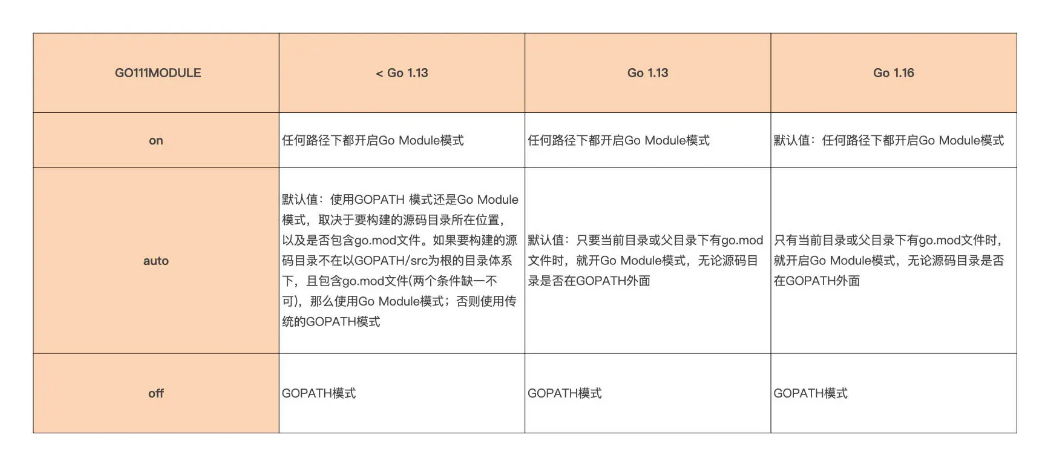 GO111MODULE
< Go 1.13
Go 1.13
Go 1.16
on
任何路径下都开启Go Module模式
任何路径下都开启Go Module模式
默认值：任何路径下都开启Go Module模式
auto
默认值：使用GOPATH 模式还是Go Module
模式，取决于要构建的源码目录所在位置，
以及是否包含go.mod文件。如果要构建的源
码目录不在以GOPATH/src为根的目录体系
下，且包含go.mod文件(两个条件缺一不
可)，那么使用Go Module模式；否则使用传
统的GOPATH模式
默认值：只要当前目录或父目录下有go.mod
文件时，就开Go Module模式，无论源码目
录是否在GOPATH外面
只有当前目录或父目录下有go.mod文件时，
就开启Go Module模式，无论源码目录是否
在GOPATH外面
off
GOPATH模式
GOPATH模式
GOPATH模式